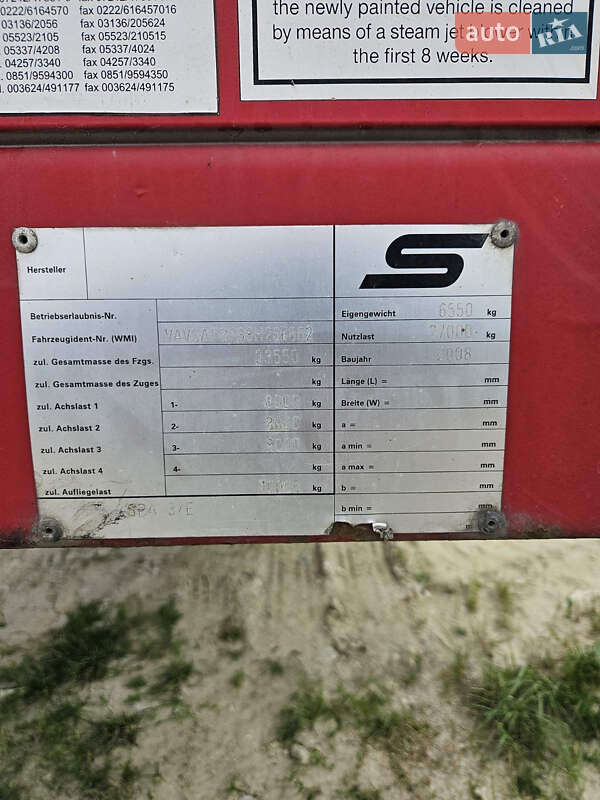 0222/6164570 fax 0222/616457016
03136/2056 fax 03136/205624
05523/2105 fax 05523/210515
05337/4208 fax 05337/4024
04257/3340 fax 04257/3340
0851/9594300 fax 0851/9594350
003624/491177 fax 003624/491175
the newly painted vehicle is cleaned
by means of a steam jet
the first 8 weeks.
auto RIA .com
Hersteller
S
Betriebserlaubnis-Nr.
Fahrzeugident-Nr. (WMI)
zul. Gesamtmasse des Fzgs. 33550 kg
zul. Gesamtmasse des Zuges kg
zul. Achslast 1 1- kg
zul. Achslast 2 2- kg
zul. Achslast 3 3- kg
zul. Achslast 4 4- kg
zul. Aufliegelast kg
3/E
Eigengewicht 6550 kg
Nutzlast 27000 kg
Baujahr 2008
Länge (L) = mm
Breite (W) = mm
a = mm
a min = mm
a max = mm
b = mm
b min = mm